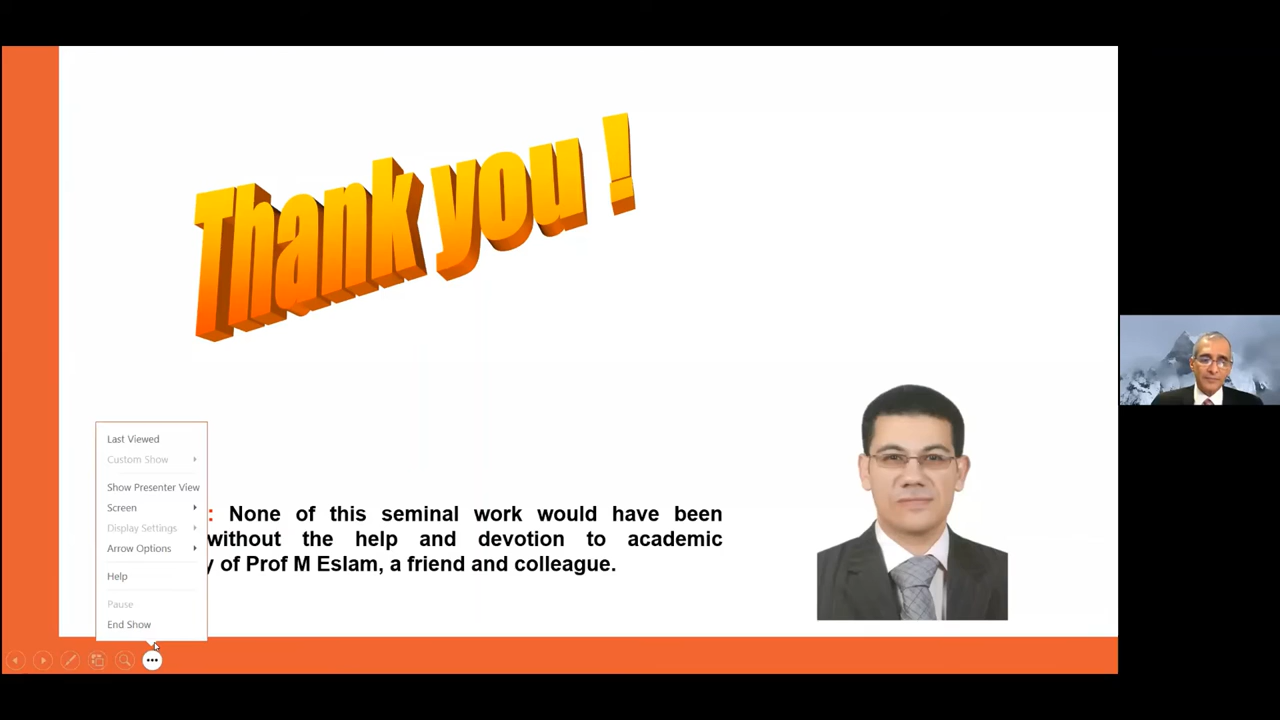 Thank you !
Last Viewed
Custom Show
Show Presenter View
Screen
Display Settings
Arrow Options
Help
Pause
End Show
: None of this seminal work would have been
without the help and devotion to academic
y of Prof M Eslam, a friend and colleague.